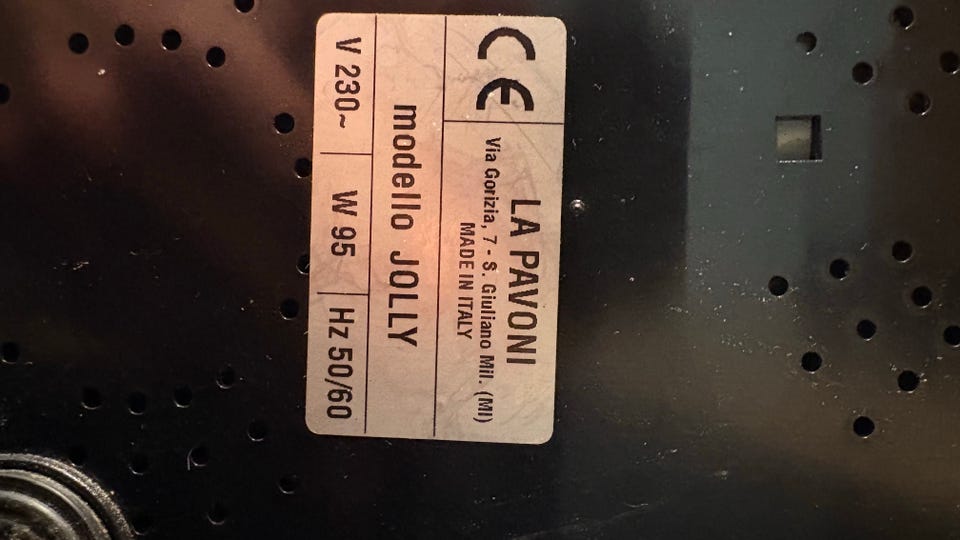 CE
LA PAVONI
Via Gorizia, 7 - S. Giuliano Mil. (MI)
MADE IN ITALY
modello JOLLY
V 230~
W 95
Hz 50/60